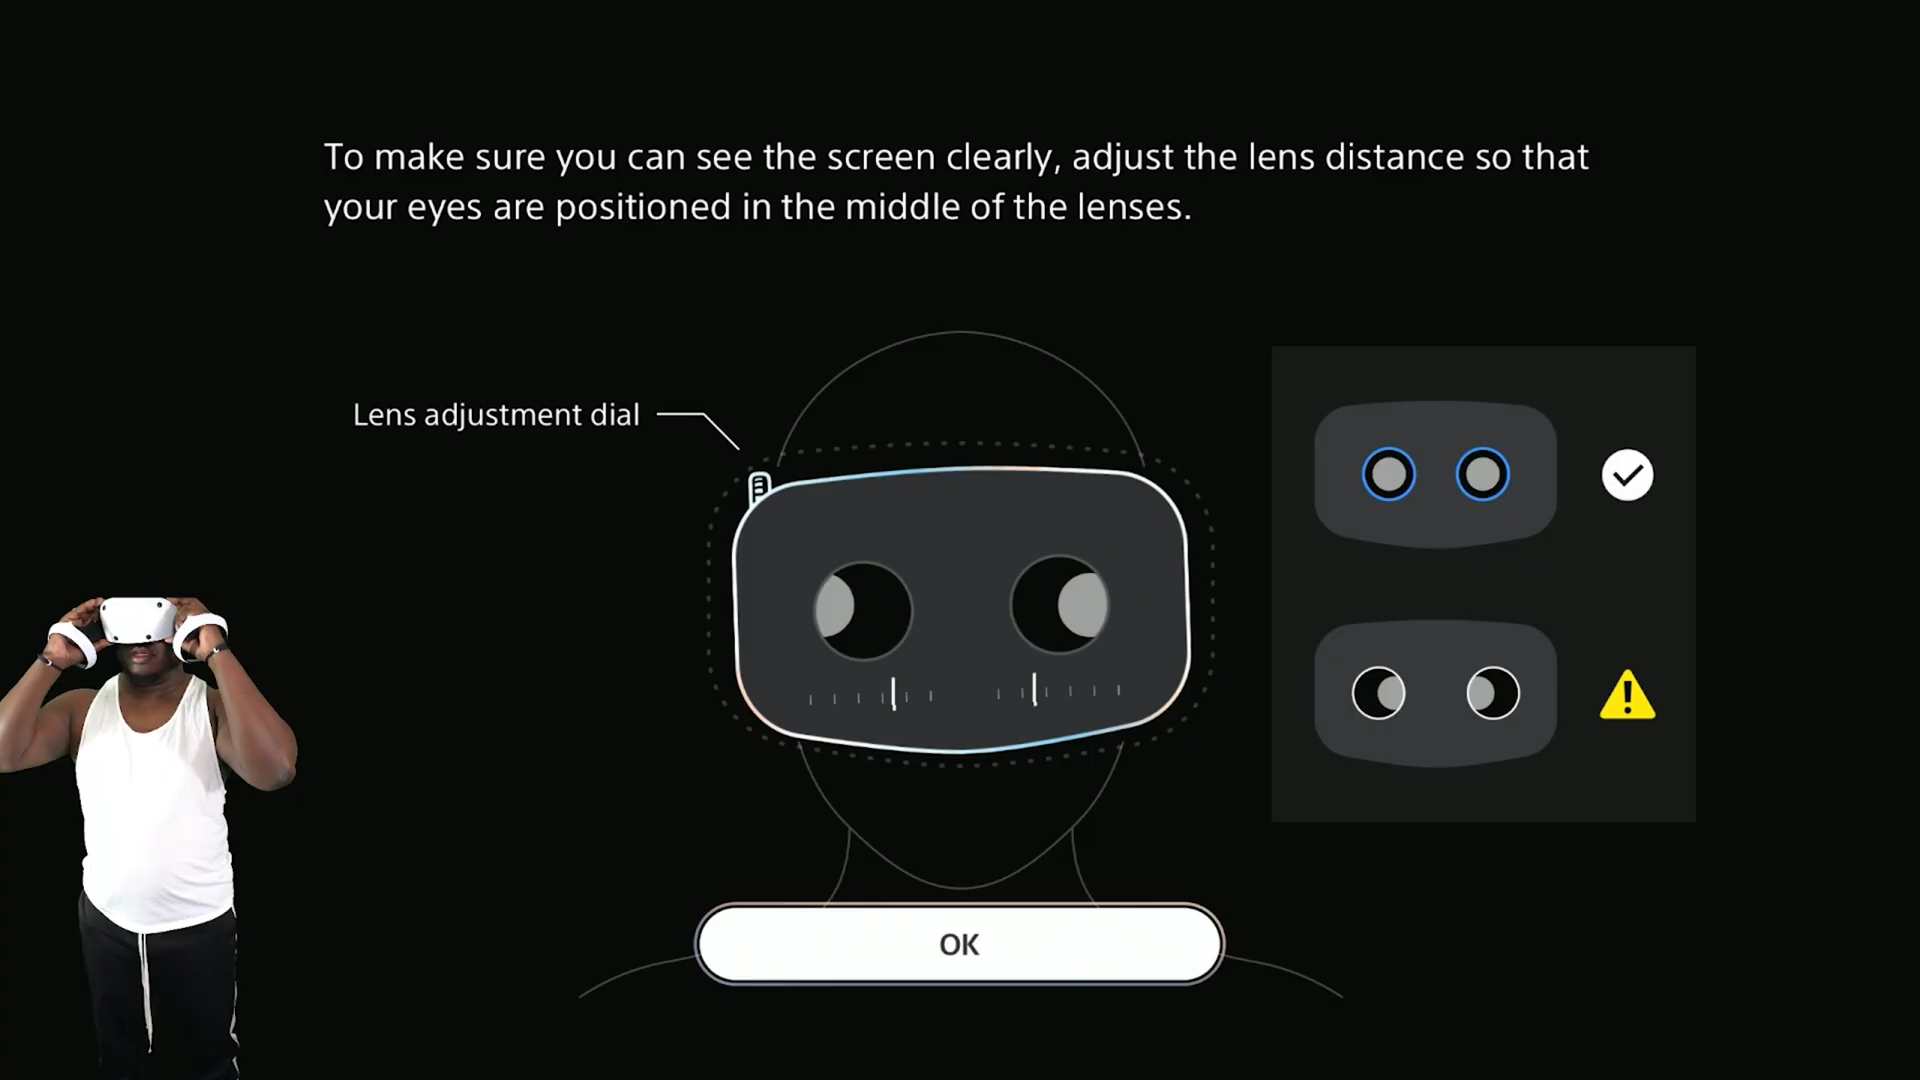 To make sure you can see the screen clearly, adjust the lens distance so that
your eyes are positioned in the middle of the lenses.
Lens adjustment dial
OK